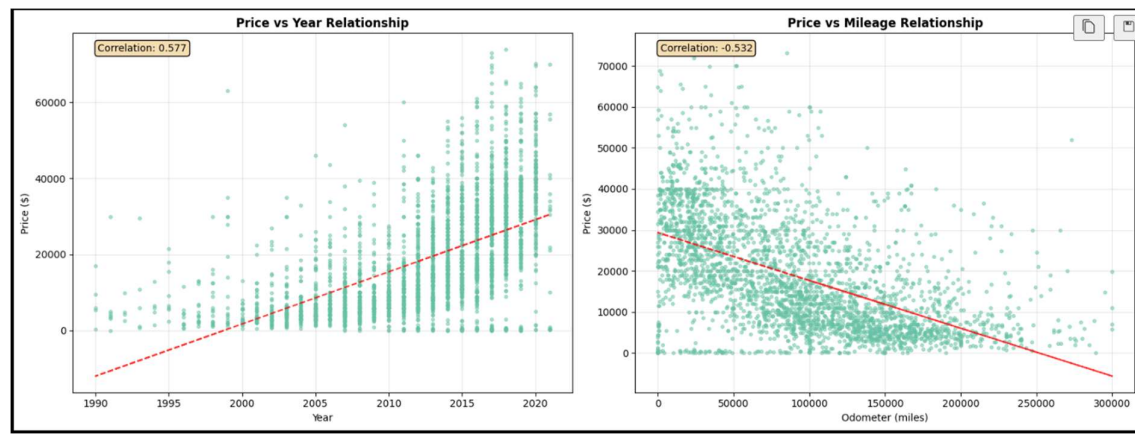 Price vs Year Relationship
Correlation: 0.577
60000
40000
20000
0
Price ($)
1990 1995 2000 2005 2010 2015 2020
Year
Price vs Mileage Relationship
Correlation: -0.532
70000
60000
50000
40000
30000
20000
10000
0
Price ($)
0 50000 100000 150000 200000 250000 300000
Odometer (miles)